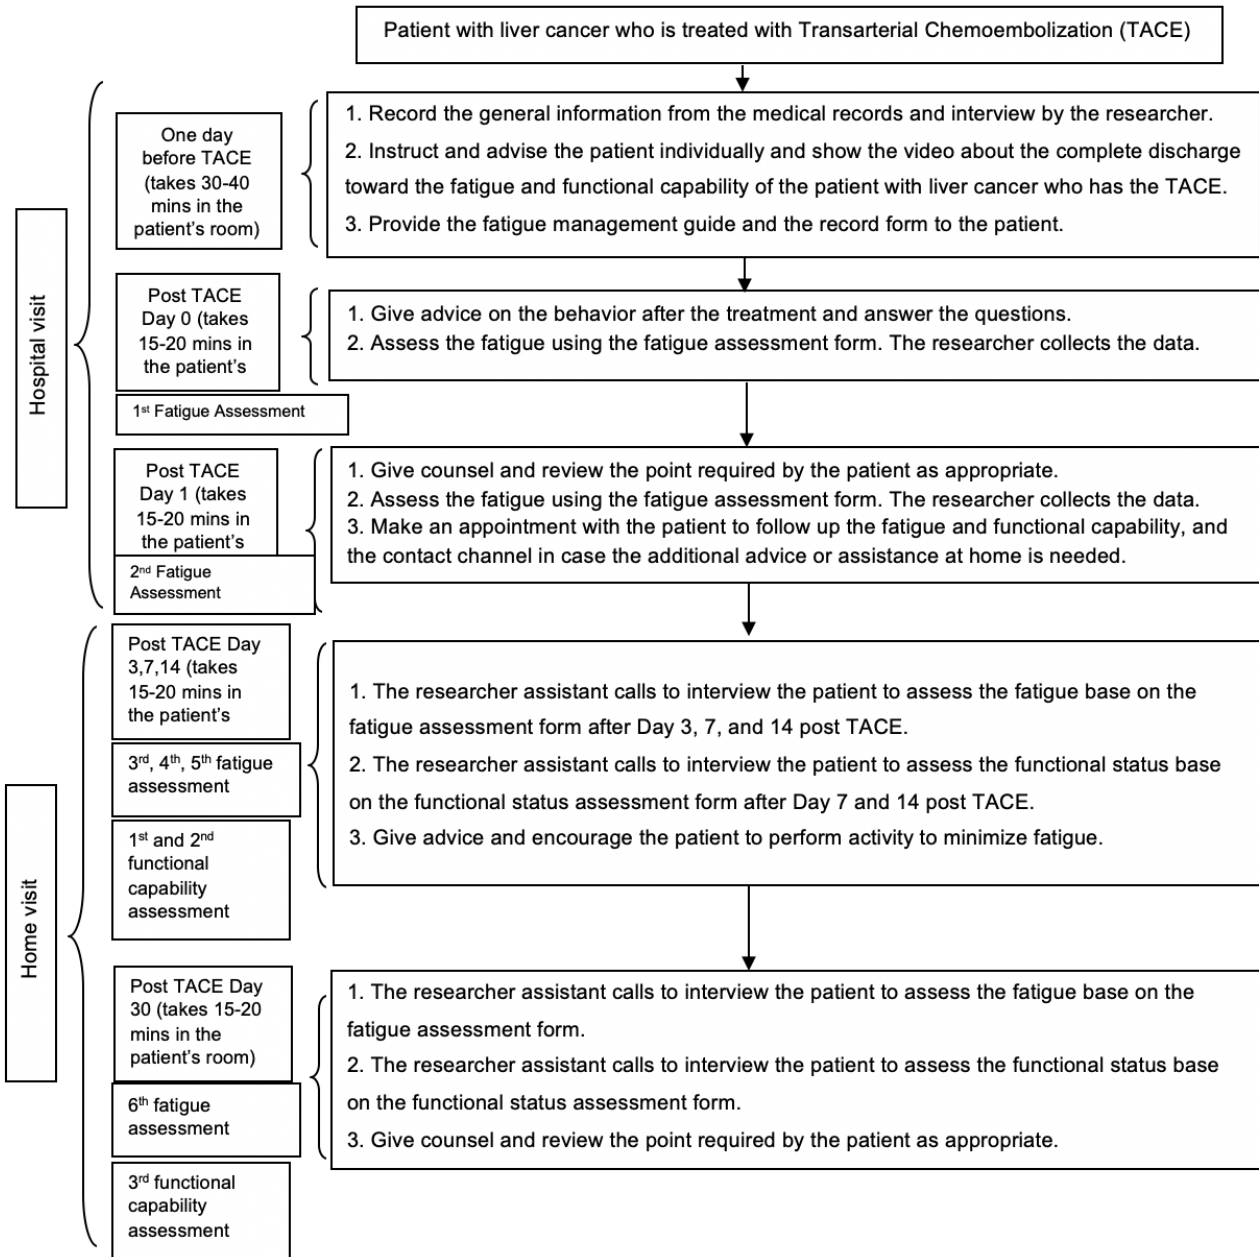 Patient with liver cancer who is treated with Transarterial Chemoembolization (TACE)
Hospital visit
One day
before TACE
(takes 30-40
mins in the
patient's room)
1. Record the general information from the medical records and interview by the researcher.
2. Instruct and advise the patient individually and show the video about the complete discharge
toward the fatigue and functional capability of the patient with liver cancer who has the TACE.
3. Provide the fatigue management guide and the record form to the patient.
Post TACE
Day 0 (takes
15-20 mins in
the patient's
1st Fatigue Assessment
1. Give advice on the behavior after the treatment and answer the questions.
2. Assess the fatigue using the fatigue assessment form. The researcher collects the data.
Post TACE
Day 1 (takes
15-20 mins in
the patient's
2nd Fatigue
Assessment
1. Give counsel and review the point required by the patient as appropriate.
2. Assess the fatigue using the fatigue assessment form. The researcher collects the data.
3. Make an appointment with the patient to follow up the fatigue and functional capability, and
the contact channel in case the additional advice or assistance at home is needed.
Home visit
Post TACE Day
3,7,14 (takes
15-20 mins in
the patient's
3rd, 4th, 5th fatigue
assessment
1st and 2nd
functional
capability
assessment
1. The researcher assistant calls to interview the patient to assess the fatigue base on the
fatigue assessment form after Day 3, 7, and 14 post TACE.
2. The researcher assistant calls to interview the patient to assess the functional status base
on the functional status assessment form after Day 7 and 14 post TACE.
3. Give advice and encourage the patient to perform activity to minimize fatigue.
Post TACE Day
30 (takes 15-20
mins in the
patient's room)
6th fatigue
assessment
3rd functional
capability
assessment
1. The researcher assistant calls to interview the patient to assess the fatigue base on the
fatigue assessment form.
2. The researcher assistant calls to interview the patient to assess the functional status base
on the functional status assessment form.
3. Give counsel and review the point required by the patient as appropriate.